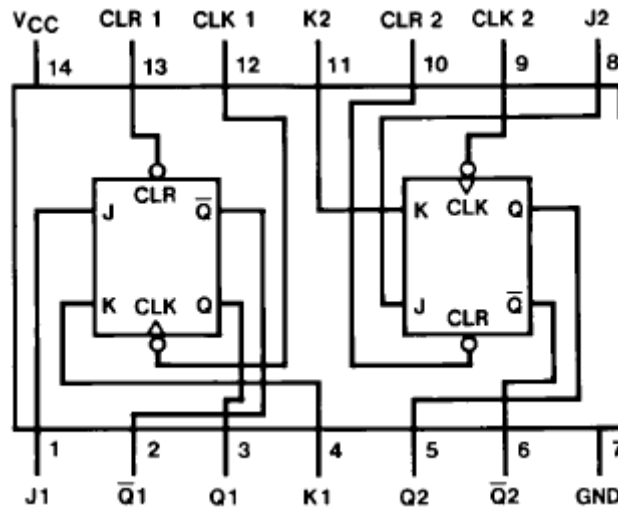 VCC CLR 1 CLK 1 K2 CLR 2 CLK 2 J2
14 13 12 11 10 9 8
CLR CLK
J Q̅ K Q
K CLK Q J CLR Q̅
1 2 3 4 5 6 7
J1 Q̅1 Q1 K1 Q2 Q̅2 GND